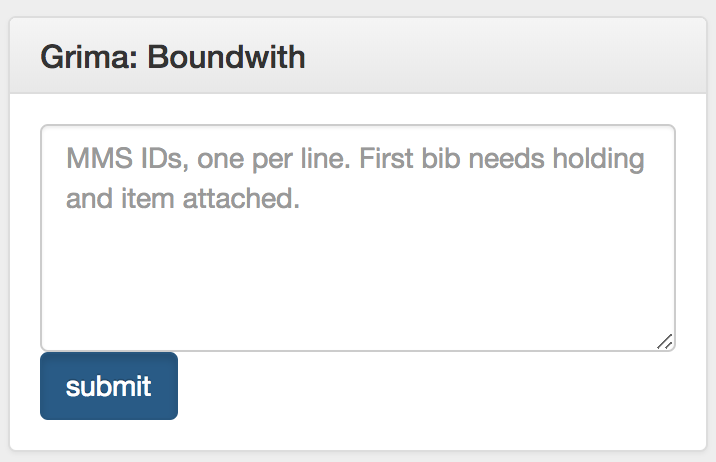 Grima: Boundwith
MMS IDs, one per line. First bib needs holding
and item attached.
submit